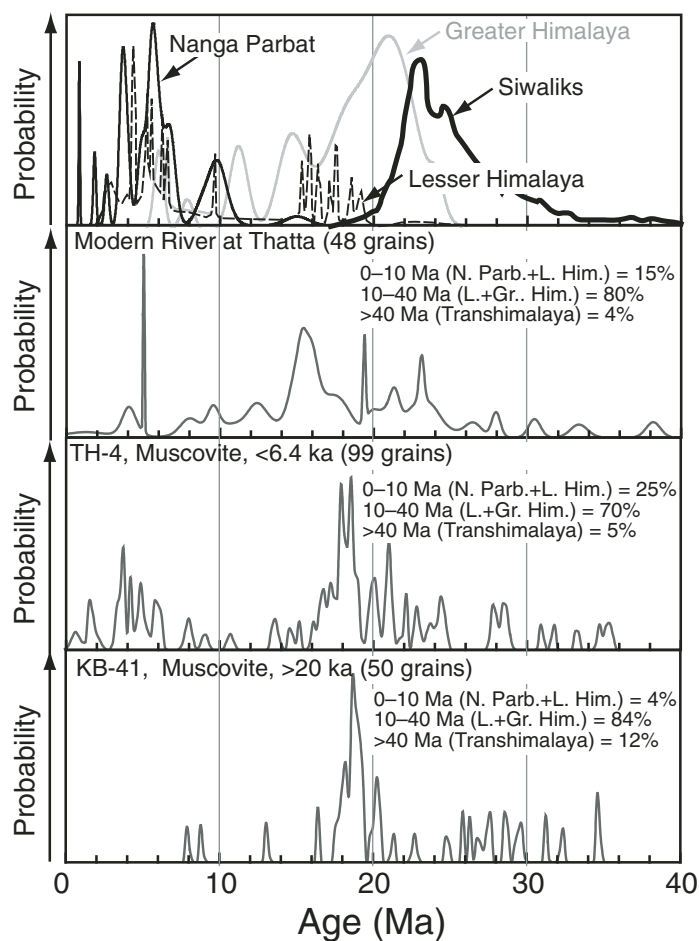 Probability
Nanga Parbat
Greater Himalaya
Siwaliks
Lesser Himalaya
Probability
Modern River at Thatta (48 grains)
0–10 Ma (N. Parb.+L. Him.) = 15%
10–40 Ma (L.+Gr.. Him.) = 80%
>40 Ma (Transhimalaya) = 4%
Probability
TH-4, Muscovite, <6.4 ka (99 grains)
0–10 Ma (N. Parb.+L. Him.) = 25%
10–40 Ma (L.+Gr. Him.) = 70%
>40 Ma (Transhimalaya) = 5%
Probability
KB-41, Muscovite, >20 ka (50 grains)
0–10 Ma (N. Parb.+L. Him.) = 4%
10–40 Ma (L.+Gr. Him.) = 84%
>40 Ma (Transhimalaya) = 12%
0 10 20 30 40
Age (Ma)